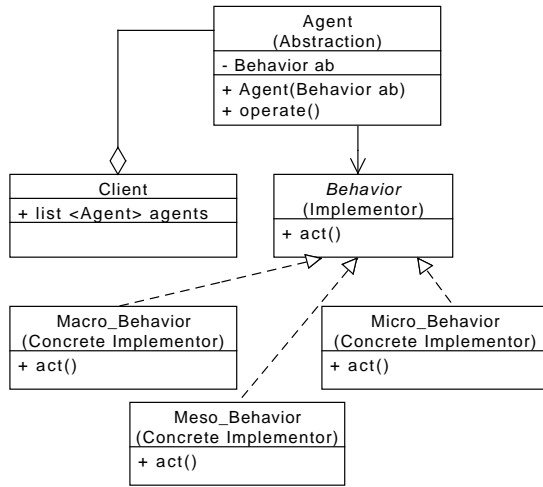 Agent
(Abstraction)
- Behavior ab
+ Agent(Behavior ab)
+ operate()
Client
+ list <Agent> agents
Behavior
(Implementor)
+ act()
Macro_Behavior
(Concrete Implementor)
+ act()
Micro_Behavior
(Concrete Implementor)
+ act()
Meso_Behavior
(Concrete Implementor)
+ act()